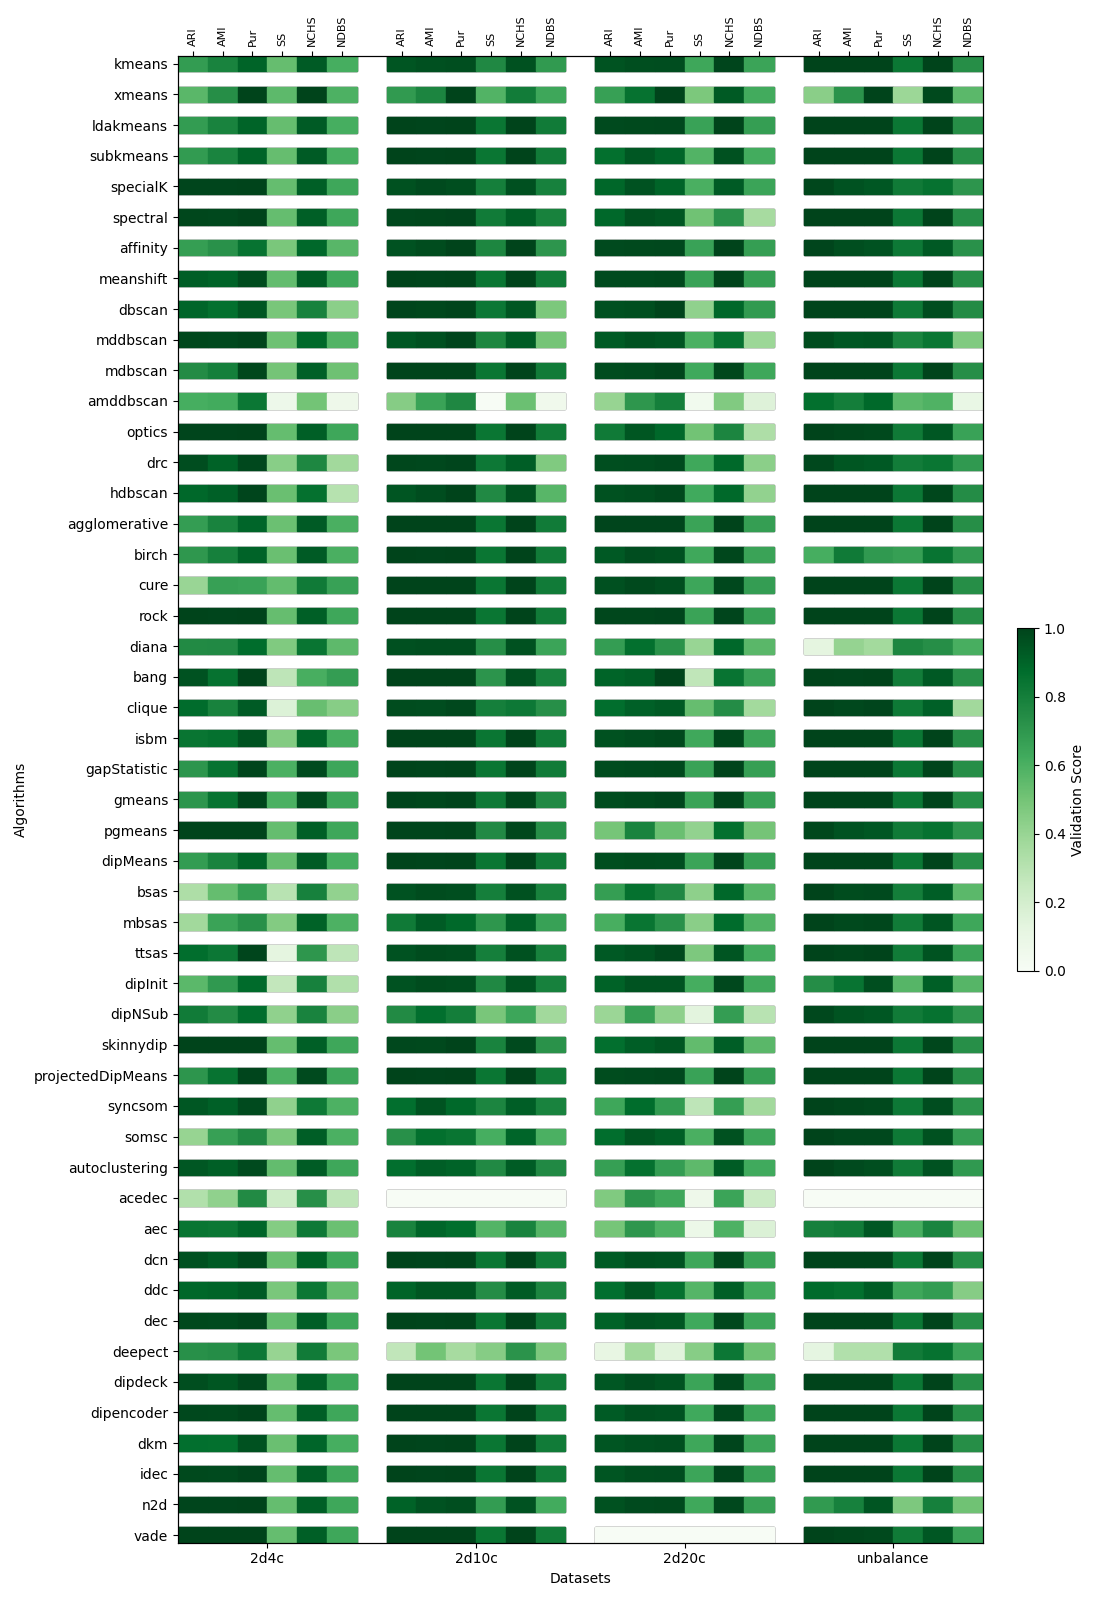 ARI AMI Pur SS NCHS NDBS ARI AMI Pur SS NCHS NDBS ARI AMI Pur SS NCHS NDBS ARI AMI Pur SS NCHS NDBS
kmeans
xmeans
ldakmeans
subkmeans
specialK
spectral
affinity
meanshift
dbscan
mddbscan
mdbscan
amddbscan
optics
drc
hdbscan
agglomerative
birch
cure
rock
diana
bang
clique
isbm
gapStatistic
gmeans
pgmeans
dipMeans
bsas
mbsas
ttsas
dipInit
dipNSub
skinnydip
projectedDipMeans
syncsom
somsc
autoclustering
acedec
aec
dcn
ddc
dec
deepect
dipdeck
dipencoder
dkm
idec
n2d
vade
Algorithms
2d4c 2d10c 2d20c unbalance
Datasets
1.0
0.8
0.6
0.4
0.2
0.0
Validation Score